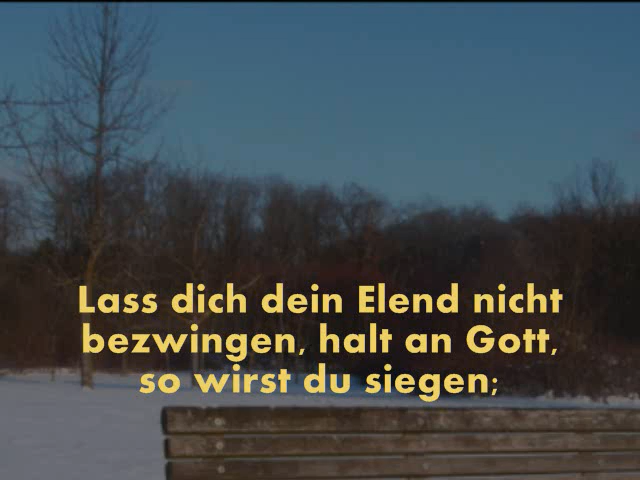 Lass dich dein Elend nicht
bezwingen, halt an Gott,
so wirst du siegen;